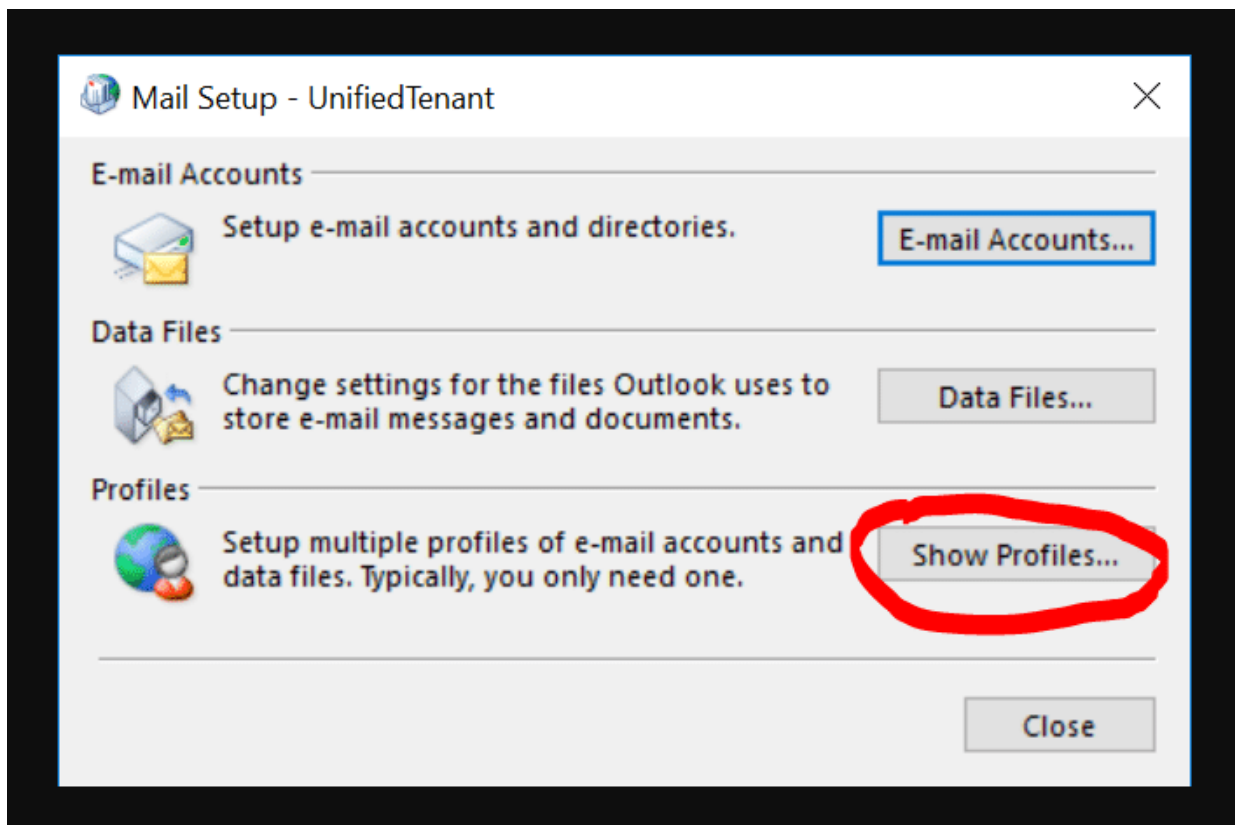 Mail Setup - UnifiedTenant
E-mail Accounts
Setup e-mail accounts and directories.
E-mail Accounts...
Data Files
Change settings for the files Outlook uses to
store e-mail messages and documents.
Data Files...
Profiles
Setup multiple profiles of e-mail accounts and
data files. Typically, you only need one.
Show Profiles...
Close